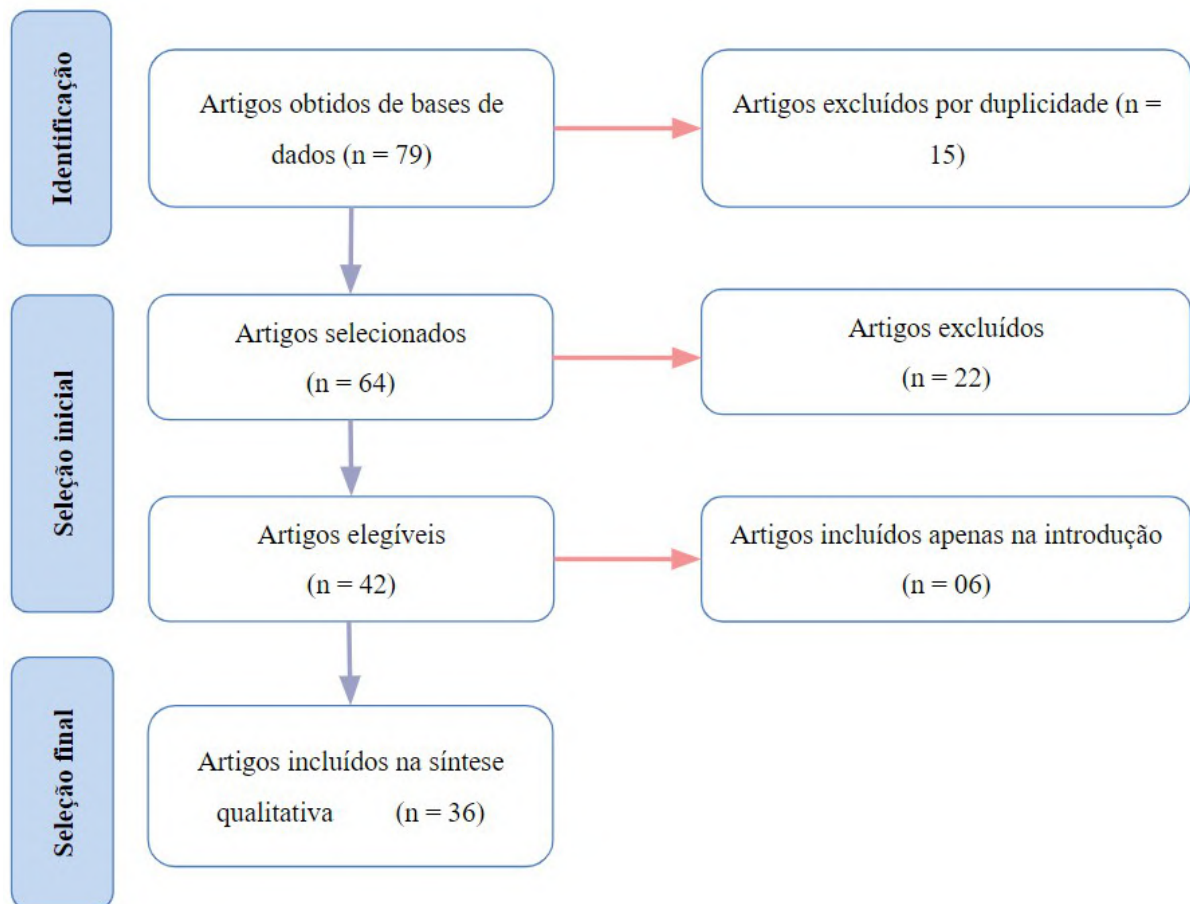 Identificação
Artigos obtidos de bases de
dados (n = 79)
Artigos excluídos por duplicidade (n =
15)
Seleção inicial
Artigos selecionados
(n = 64)
Artigos excluídos
(n = 22)
Artigos elegíveis
(n = 42)
Artigos incluídos apenas na introdução
(n = 06)
Seleção final
Artigos incluídos na síntese
qualitativa (n = 36)